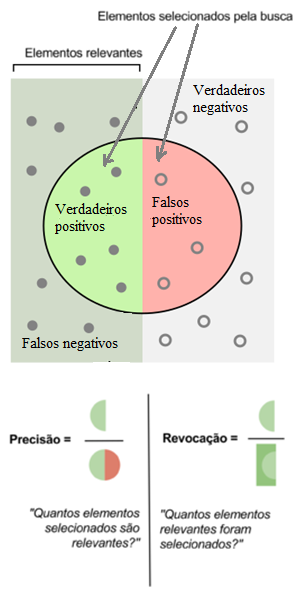 Elementos selecionados pela busca
Elementos relevantes
Verdadeiros
negativos
Verdadeiros
positivos
Falsos
positivos
Falsos negativos
Precisão =
"Quantos elementos
selecionados são
relevantes?"
Revocação =
"Quantos elementos
relevantes foram
selecionados?"